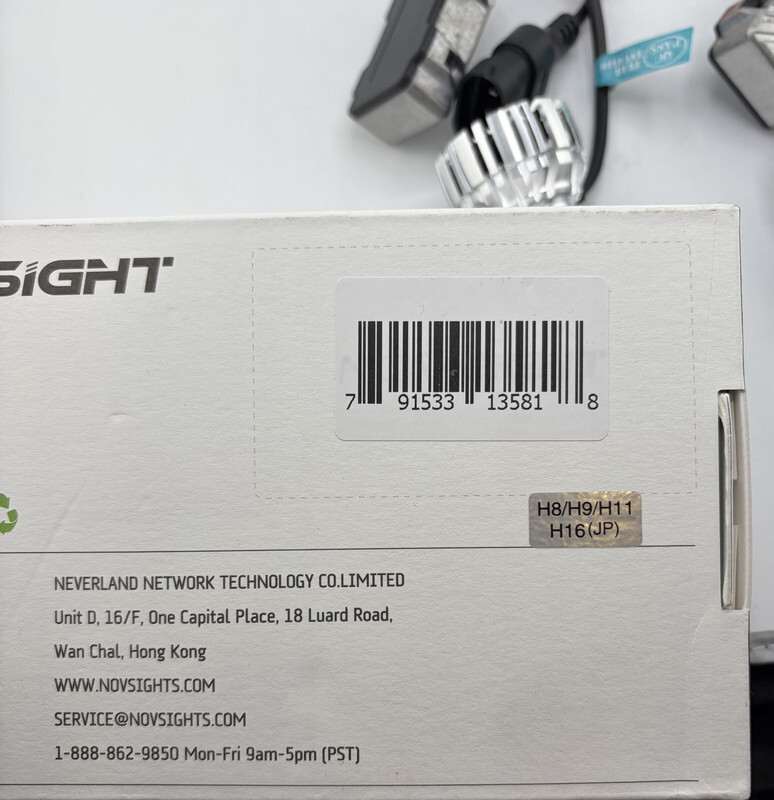 SIGHT
7 91533 13581 8
H8/H9/H11
H16(JP)
NEVERLAND NETWORK TECHNOLOGY CO.LIMITED
Unit D, 16/F, One Capital Place, 18 Luard Road,
Wan Chal, Hong Kong
WWW.NOVSIGHTS.COM
SERVICE@NOVSIGHTS.COM
1-888-862-9850 Mon-Fri 9am-5pm (PST)